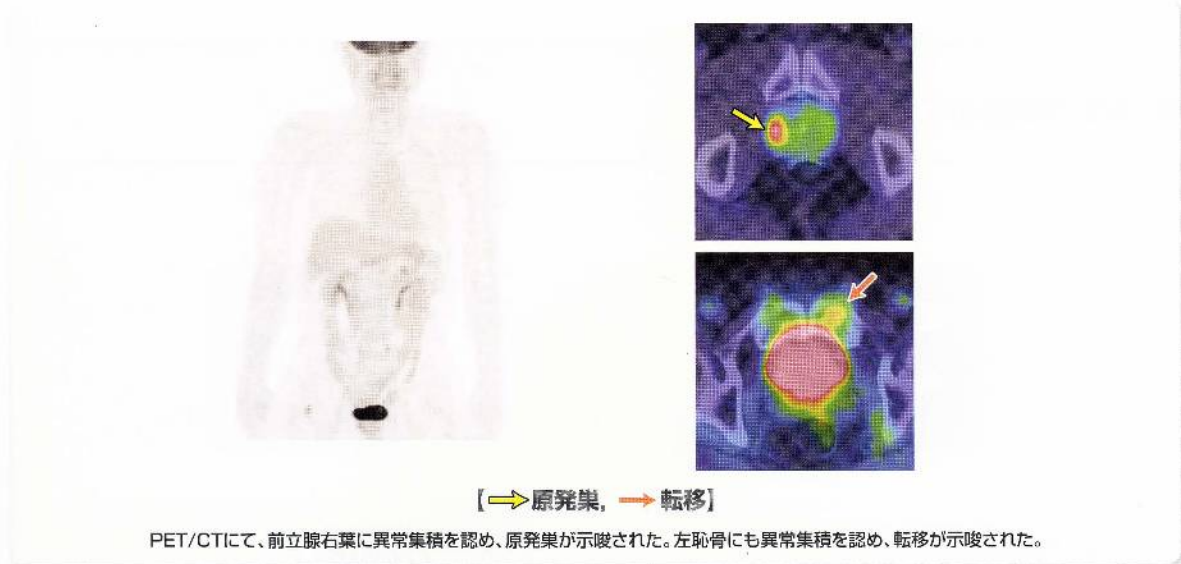 【⇨原発巣, → 転移】
PET/CTにて、前立腺右葉に異常集積を認め、原発巣が示唆された。左恥骨にも異常集積を認め、転移が示唆された。